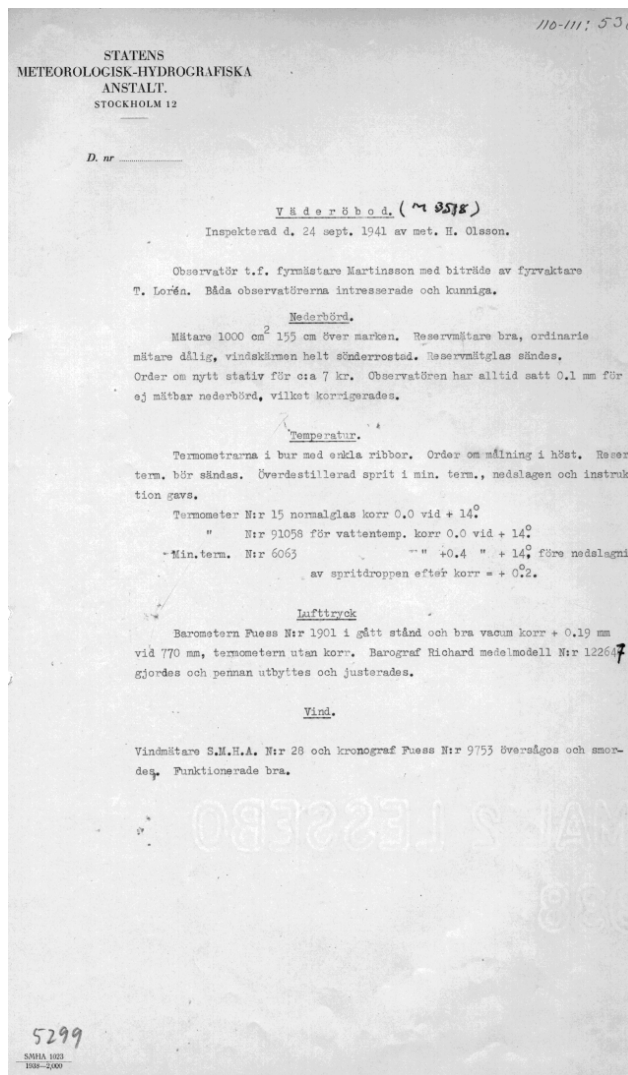 110-111: 53
STATENS
METEOROLOGISK-HYDROGRAFISKA
ANSTALT.
STOCKHOLM 12
D. nr
Väderöbod.
Inspekterad d. 24 sept. 1941 av met. H. Olsson.
Observatör t.f. fyrmästare Martinsson med biträde av fyrvaktare
T. Lorén. Båda observatörerna intresserade och kunniga.
Nederbörd.
Mätare 1000 cm2 155 cm över marken. Reservmätare bra, ordinarie
mätare dålig, vindskärmen helt sönderrostad. Reservmätglas sändes.
Order om nytt stativ för c:a 7 kr. Observatören har alltid satt 0.1 mm för
ej mätbar nederbörd, vilket korrigerades.
Temperatur.
Termometrarna i bur med enkla ribbor. Order om målning i höst. Reser
term. bör sändas. Överdestillerad sprit i min. term., nedslagen och instruk
tion gavs.
Termometer N:r 15 normalglas korr 0.0 vid + 14°.
" N:r 91058 för vattentemp. korr 0.0 vid + 14°.
Min.term. N:r 6063 " +0.4 " + 14°, före nedslagni
av spritdroppen efter korr = + 0°.2.
Lufttryck
Barometern Fuess N:r 1901 i gått stånd och bra vacum korr + 0.19 mm
vid 770 mm, termometern utan korr. Barograf Richard medelmodell N:r 122647
gjordes och pennan utbyttes och justerades.
Vind.
Vindmätare S.M.H.A. N:r 28 och kronograf Fuess N:r 9753 översågos och smor-
des. Funktionerade bra.
MAL 2 LESSEBO
5299
SMHA 1023
1938—2,000